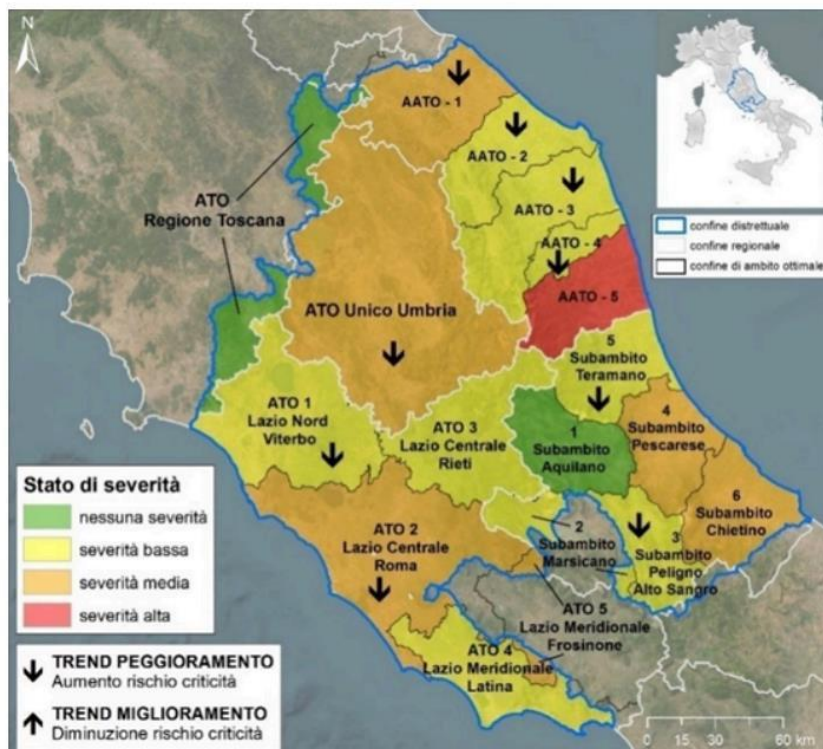 N
AATO - 1
AATO - 2
AATO - 3
AATO - 4
AATO - 5
ATO
Regione Toscana
ATO Unico Umbria
5
Subambito
Teramano
ATO 1
Lazio Nord
Viterbo
ATO 3
Lazio Centrale
Rieti
1
Subambito
Aquilano
4
Subambito
Pescarese
6
Subambito
Chietino
ATO 2
Lazio Centrale
Roma
2
Subambito
Marsicano
3
Subambito
Peligno
Alto Sangro
ATO 5
Lazio Meridionale
Frosinone
ATO 4
Lazio Meridionale
Latina
confine distrettuale
confine regionale
confine di ambito ottimale
Stato di severità
nessuna severità
severità bassa
severità media
severità alta
TREND PEGGIORAMENTO
Aumento rischio criticità
TREND MIGLIORAMENTO
Diminuzione rischio criticità
0 30 60 km